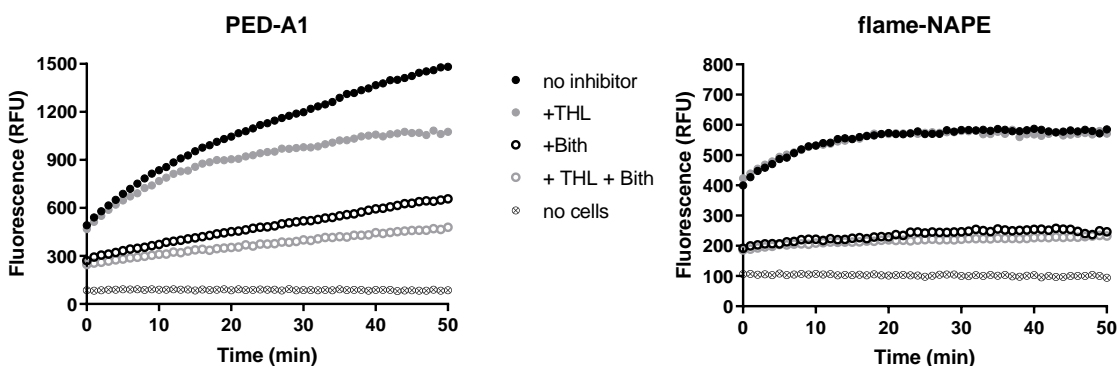 PED-A1
1500
1200
900
600
300
0
0 10 20 30 40 50
Fluorescence (RFU)
Time (min)
no inhibitor
+THL
+Bith
+ THL + Bith
no cells
flame-NAPE
800
700
600
500
400
300
200
100
0
0 10 20 30 40 50
Fluorescence (RFU)
Time (min)